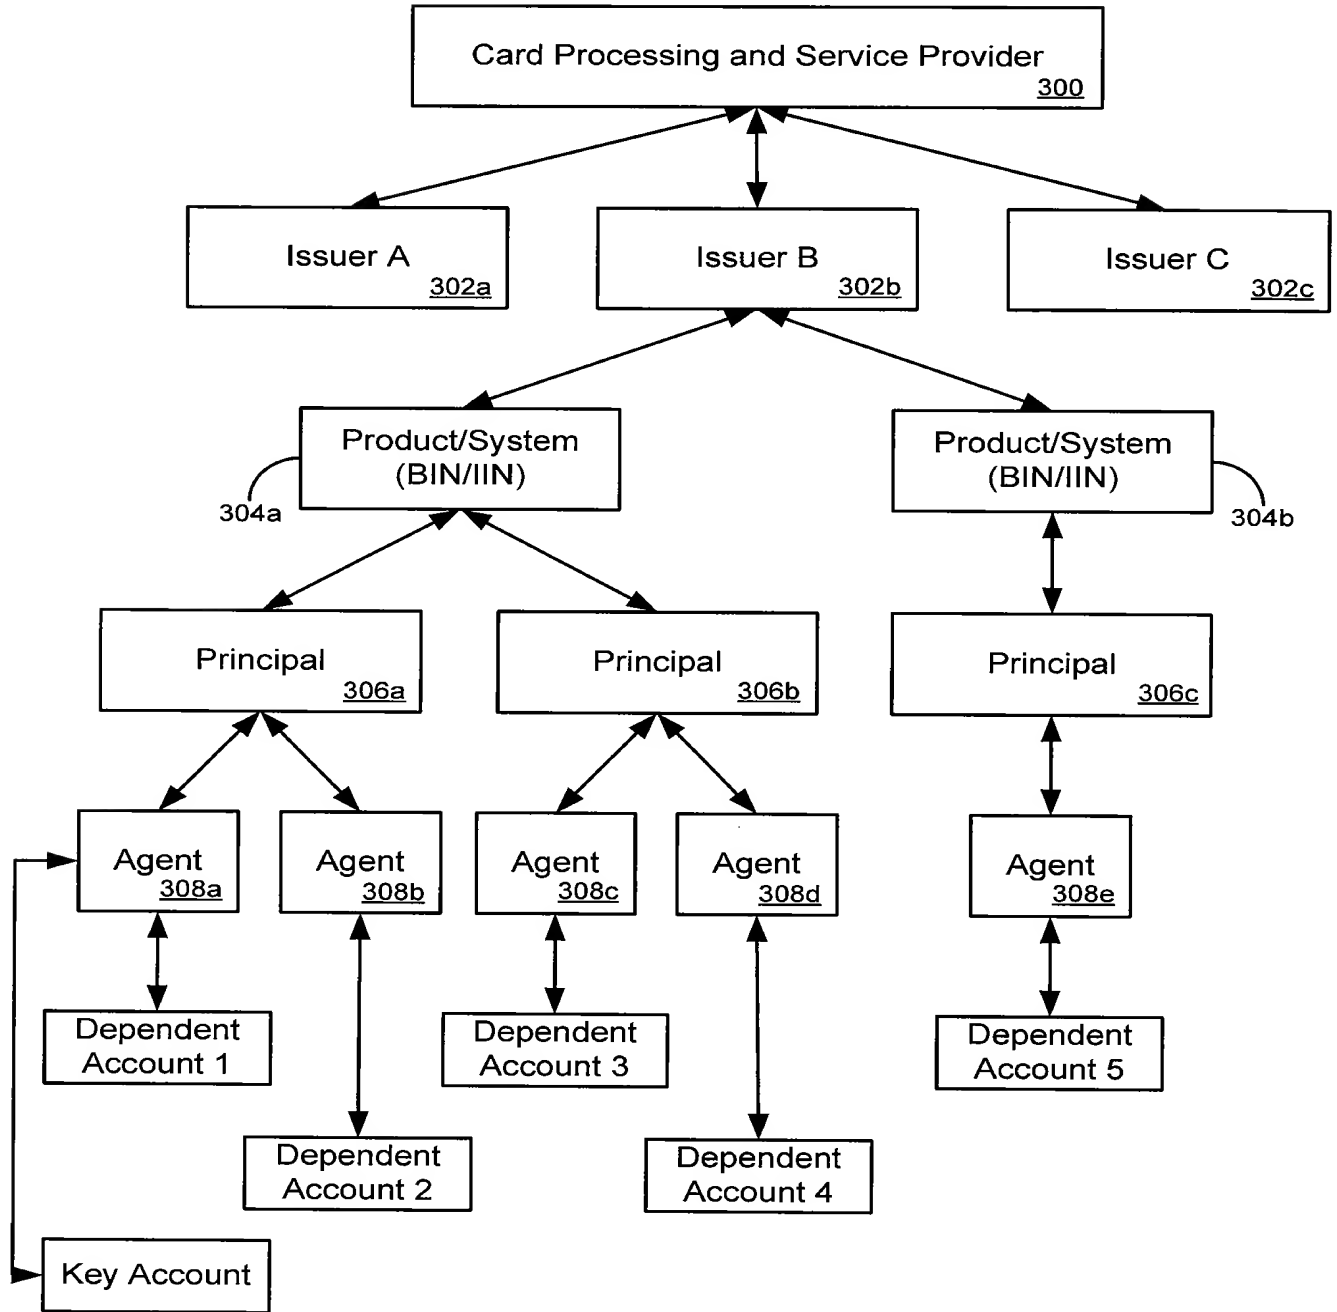 Card Processing and Service Provider
300
Issuer A
302a
Issuer B
302b
Issuer C
302c
Product/System
(BIN/IIN)
304a
Product/System
(BIN/IIN)
304b
Principal
306a
Principal
306b
Principal
306c
Agent
308a
Agent
308b
Agent
308c
Agent
308d
Agent
308e
Dependent
Account 1
Dependent
Account 3
Dependent
Account 5
Dependent
Account 2
Dependent
Account 4
Key Account